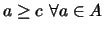 a ≥ c ∀a ∈ A